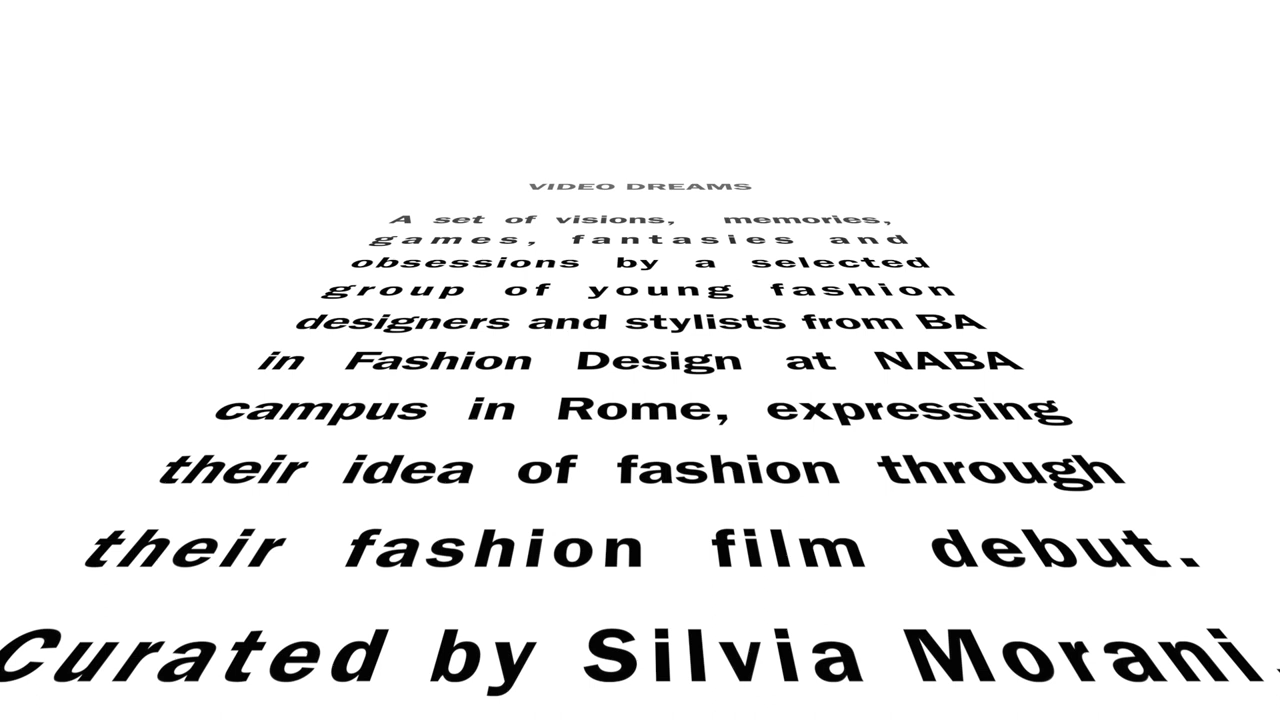 VIDEO DREAMS
A set of visions, memories,
games, fantasies and
obsessions by a selected
group of young fashion
designers and stylists from BA
in Fashion Design at NABA
campus in Rome, expressing
their idea of fashion through
their fashion film debut.
Curated by Silvia Morani.